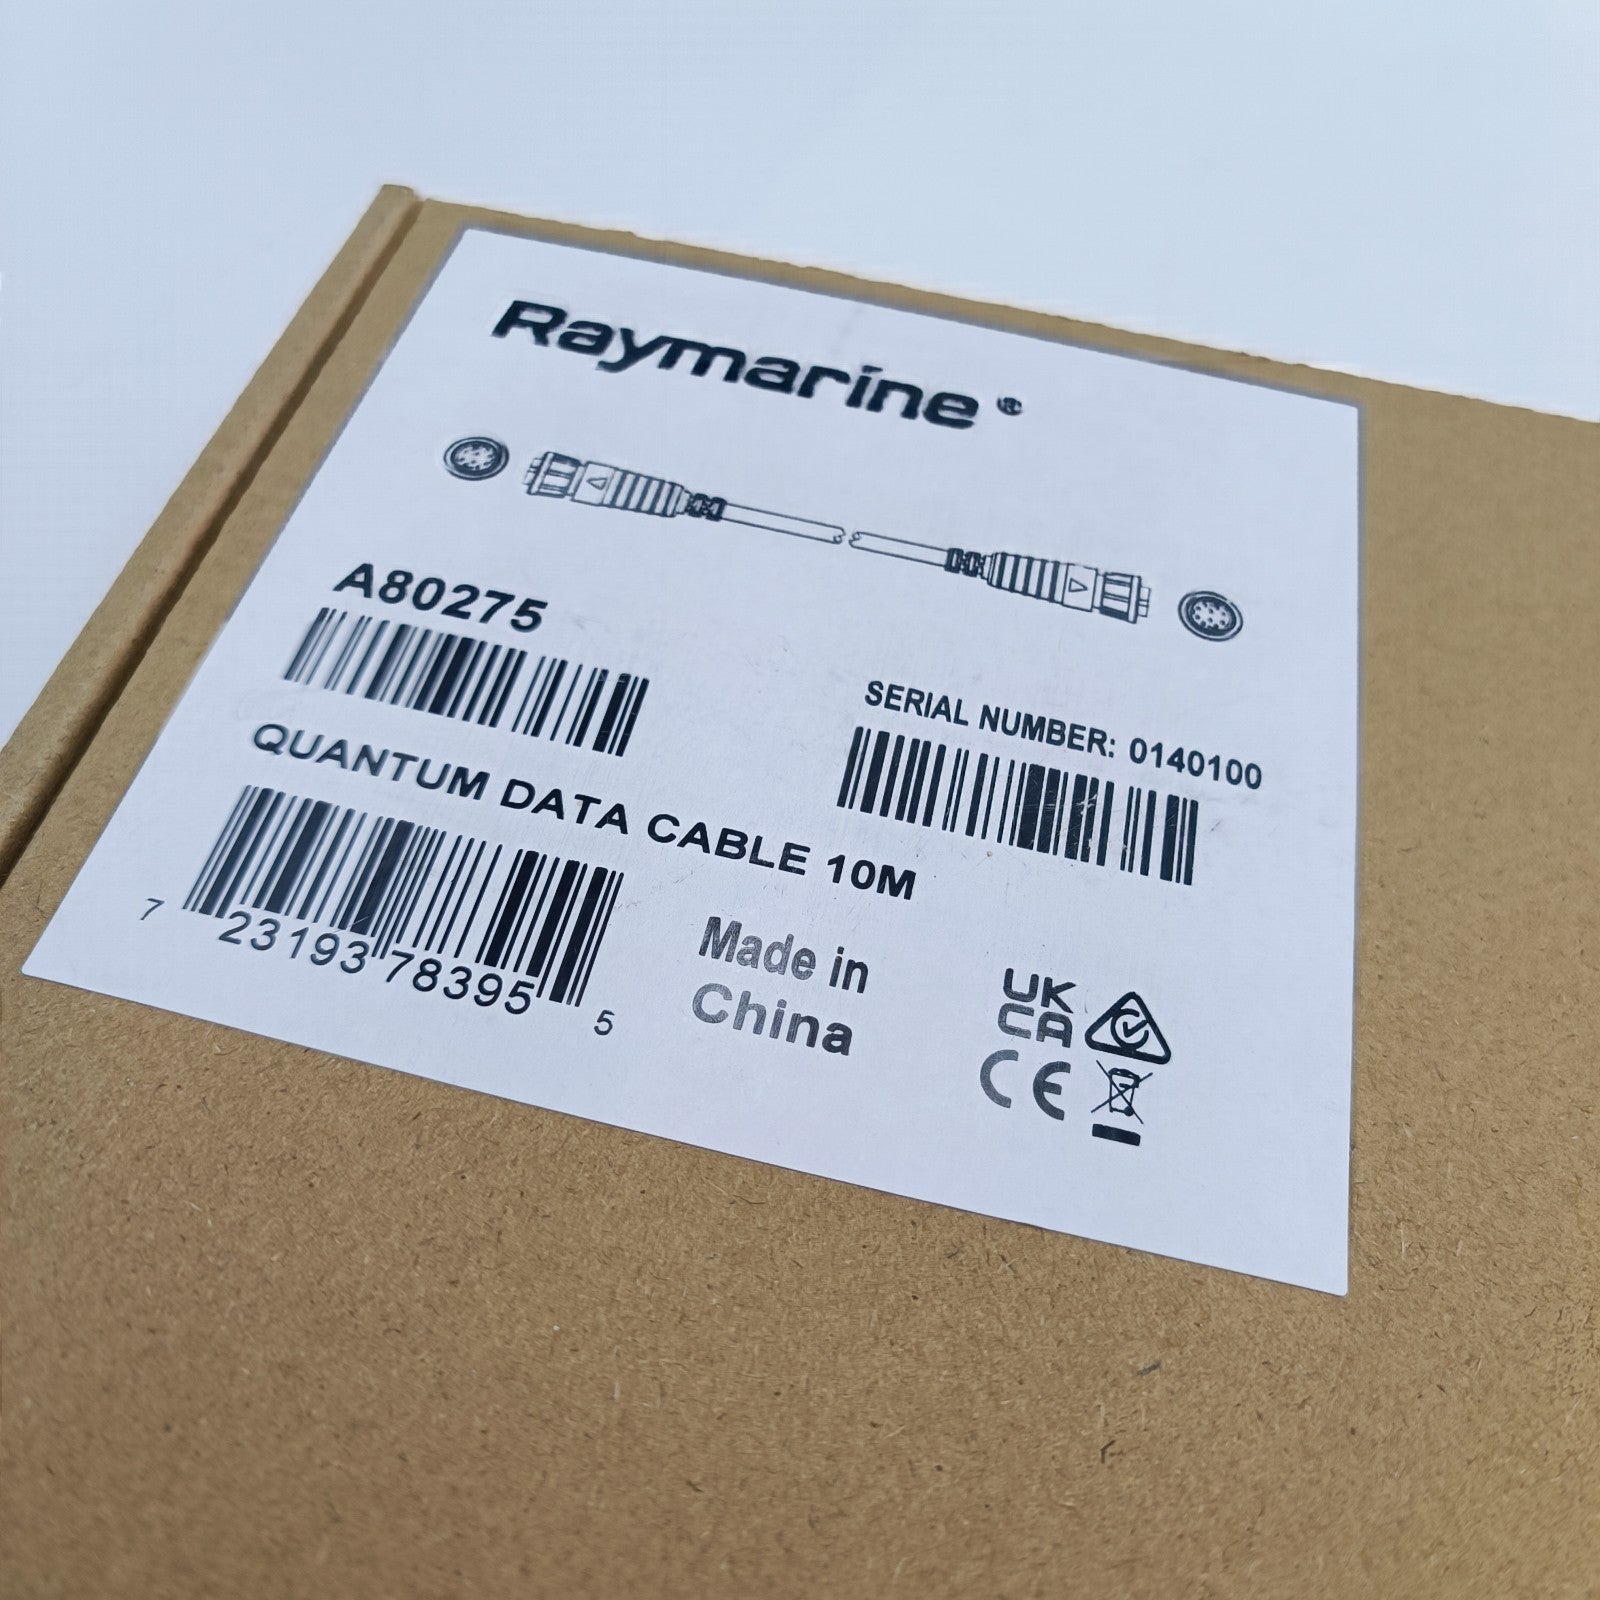 Raymarine®
A80275
SERIAL NUMBER: 0140100
QUANTUM DATA CABLE 10M
7 23193 78395 5
Made in
China
UK
CA
CE